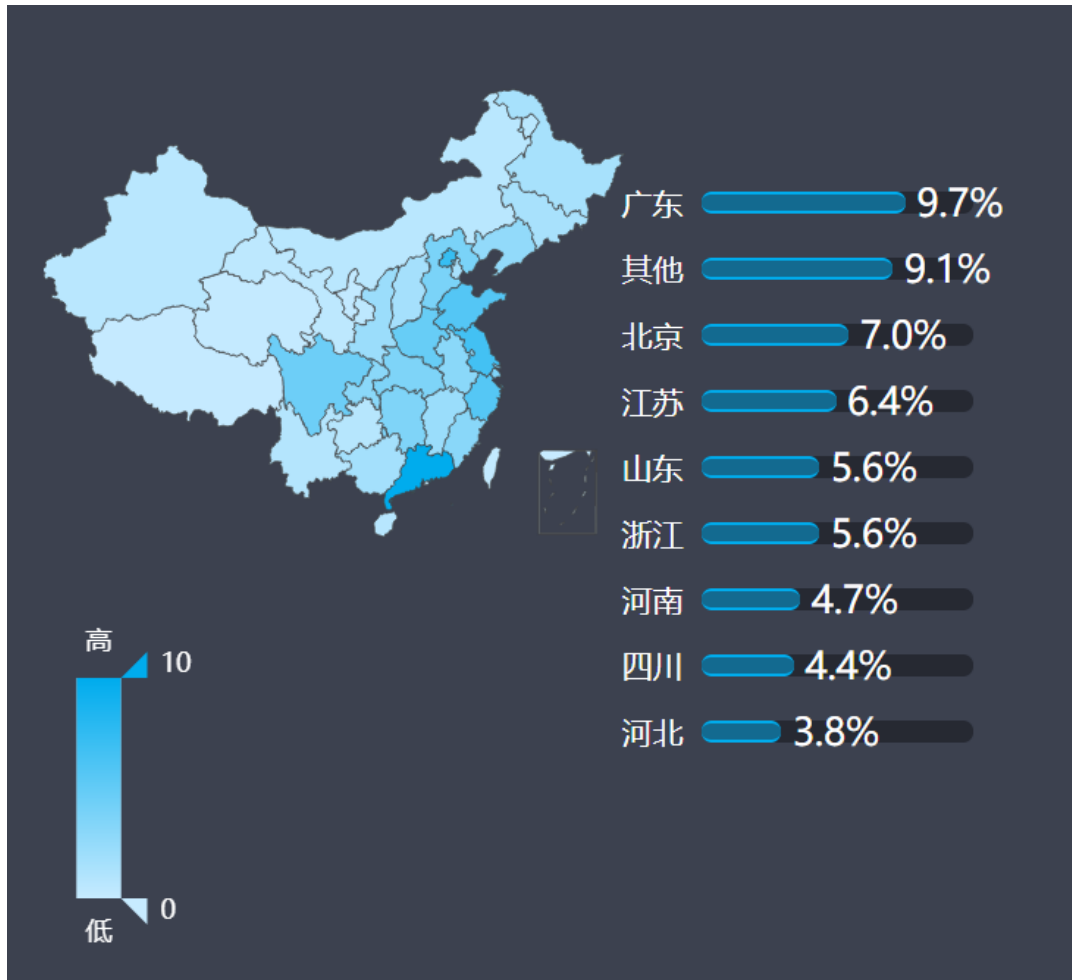 广东 9.7%
其他 9.1%
北京 7.0%
江苏 6.4%
山东 5.6%
浙江 5.6%
河南 4.7%
四川 4.4%
河北 3.8%
高
10
0
低